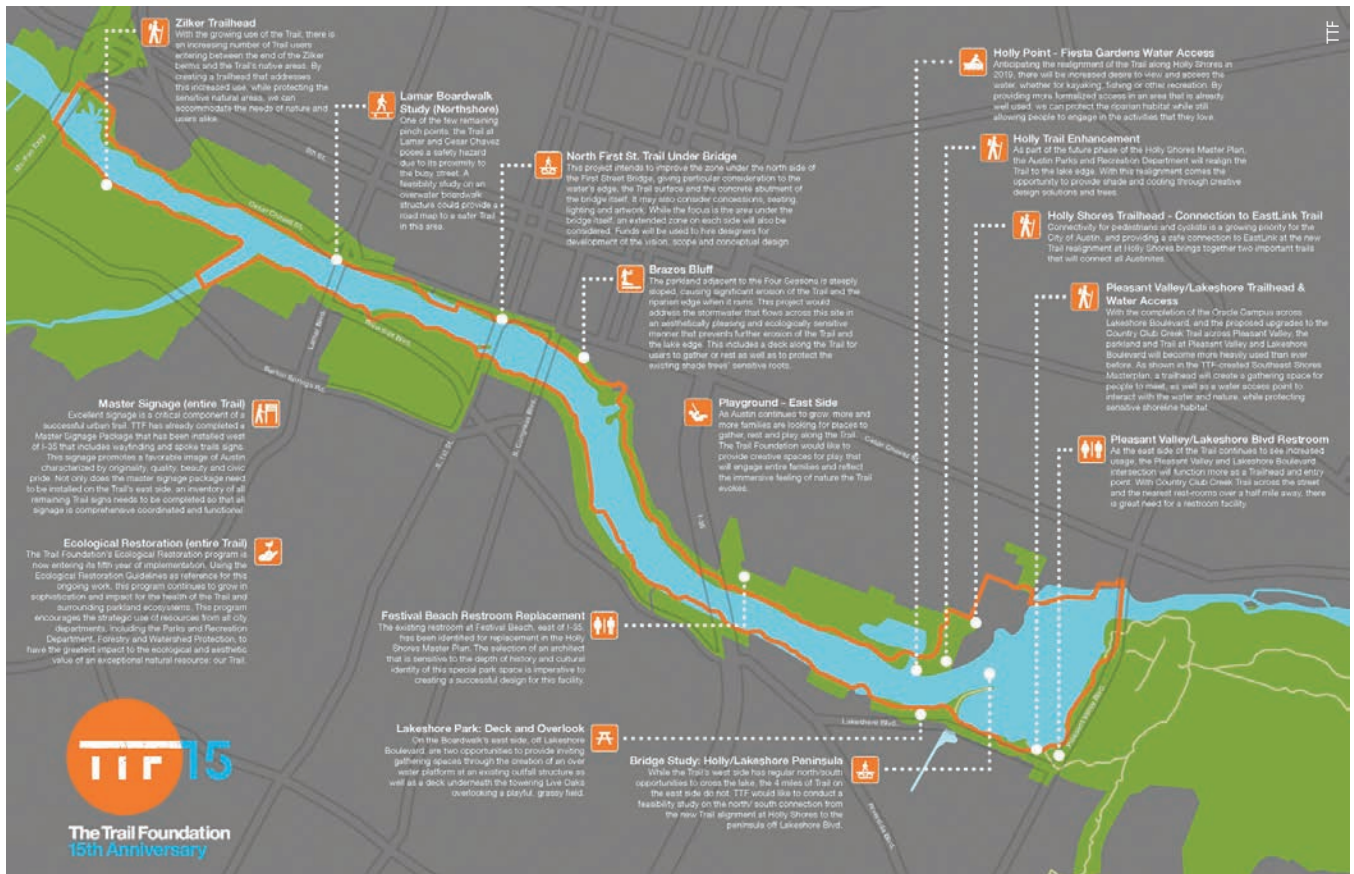 TTF
Zilker Trailhead
With the growing use of the Trail, there is
an increasing number of Trail users
entering between the end of the Zilker
berms and the Trail's native areas. By
creating a trailhead that addresses
this increased use, while protecting the
sensitive natural areas, we can
accommodate the needs of nature and
users alike.
Lamar Boardwalk
Study (Northshore)
One of the few remaining
pinch points, the Trail at
Lamar and Cesar Chavez
poses a safety hazard
due to its proximity to
the busy street. A
feasibility study on an
overwater boardwalk
structure could provide a
road map to a safer Trail
in this area.
North First St. Trail Under Bridge
This project intends to improve the zone under the north side of
the First Street Bridge, giving particular consideration to the
water's edge, the Trail surface and the concrete abutment of
the bridge itself. It may also consider concessions, seating,
lighting and artwork. While the focus is the area under the
bridge itself, an extended zone on each side will also be
considered. Funds will be used to hire designers for
development of the vision, scope and conceptual design
Brazos Bluff
The parkland adjacent to the Four Seasons is steeply
sloped, causing significant erosion of the Trail and the
riparian edge when it rains. This project would
address the stormwater that flows across this site in
an aesthetically pleasing and ecologically sensitive
manner that prevents further erosion of the Trail and
the lake edge. This includes a deck along the Trail for
users to gather or rest as well as to protect the
existing shade trees' sensitive roots.
Playground - East Side
As Austin continues to grow, more and
more families are looking for places to
gather, rest and play along the Trail.
The Trail Foundation would like to
provide creative spaces for play that
will engage entire families and reflect
the immersive feeling of nature the Trail
evokes.
Holly Point - Fiesta Gardens Water Access
Anticipating the realignment of the Trail along Holly Shores in
2019, there will be increased desire to view and access the
water, whether for kayaking, fishing or other recreation. By
providing more formalized access in an area that is already
well used, we can protect the riparian habitat while still
allowing people to engage in the activities that they love.
Holly Trail Enhancement
As part of the future phase of the Holly Shores Master Plan,
the Austin Parks and Recreation Department will realign the
Trail to the lake edge. With this realignment comes the
opportunity to provide shade and cooling through creative
design solutions and trees.
Holly Shores Trailhead - Connection to EastLink Trail
Connectivity for pedestrians and cyclists is a growing priority for the
City of Austin, and providing a safe connection to EastLink at the new
Trail realignment at Holly Shores brings together two important trails
that will connect all Austinites.
Pleasant Valley/Lakeshore Trailhead &
Water Access
With the completion of the Oracle Campus across
Lakeshore Boulevard, and the proposed upgrades to the
Country Club Creek Trail across Pleasant Valley, the
parkland and Trail at Pleasant Valley and Lakeshore
Boulevard will become more heavily used than ever
before. As shown in the TTF-created Southeast Shores
Masterplan, a trailhead will create a gathering space for
people to meet, as well as a water access point to
interact with the water and nature, while protecting
sensitive shoreline habitat.
Pleasant Valley/Lakeshore Blvd Restroom
As the east side of the Trail continues to see increased
usage, the Pleasant Valley and Lakeshore Boulevard
intersection will function more as a Trailhead and entry
point. With Country Club Creek Trail across the street
and the nearest rest-rooms over a half mile away, there
is great need for a restroom facility.
Master Signage (entire Trail)
Excellent signage is a critical component of a
successful urban trail. TTF has already completed a
Master Signage Package that has been installed west
of I-35 that includes wayfinding and spoke trails signs.
This signage promotes a favorable image of Austin
characterized by originality, quality, beauty and civic
pride. Not only does the master signage package need
to be installed on the Trail's east side, an inventory of all
remaining Trail signs needs to be completed so that all
signage is comprehensive coordinated and functional.
Ecological Restoration (entire Trail)
The Trail Foundation's Ecological Restoration program is
now entering its fifth year of implementation. Using the
Ecological Restoration Guidelines as reference for this
ongoing work, this program continues to grow in
sophistication and impact for the health of the Trail and
surrounding parkland ecosystems. This program
encourages the strategic use of resources from all city
departments, including the Parks and Recreation
Department, Forestry and Watershed Protection, to
have the greatest impact to the ecological and aesthetic
value of an exceptional natural resource: our Trail.
Festival Beach Restroom Replacement
The existing restroom at Festival Beach, east of I-35,
has been identified for replacement in the Holly
Shores Master Plan. The selection of an architect
that is sensitive to the depth of history and cultural
identity of this special park space is imperative to
creating a successful design for this facility.
Lakeshore Park: Deck and Overlook
On the Boardwalk's east side, off Lakeshore
Boulevard, are two opportunities to provide inviting
gathering spaces through the creation of an over
water platform at an existing outfall structure as
well as a deck underneath the towering Live Oaks
overlooking a playful, grassy field.
Bridge Study: Holly/Lakeshore Peninsula
While the Trail's west side has regular north/south
opportunities to cross the lake, the 4 miles of Trail on
the east side do not. TTF would like to conduct a
feasibility study on the north/ south connection from
the new Trail alignment at Holly Shores to the
peninsula off Lakeshore Blvd.
5th St.
Cesar Chavez St.
Lamar Blvd.
Riverside Blvd.
Barton Springs Rd.
S. 1st St.
S. Congress Blvd.
I-35
Cesar Chavez St.
Lakeshore Blvd.
Pleasant Valley Blvd.
TTF 15
The Trail Foundation
15th Anniversary